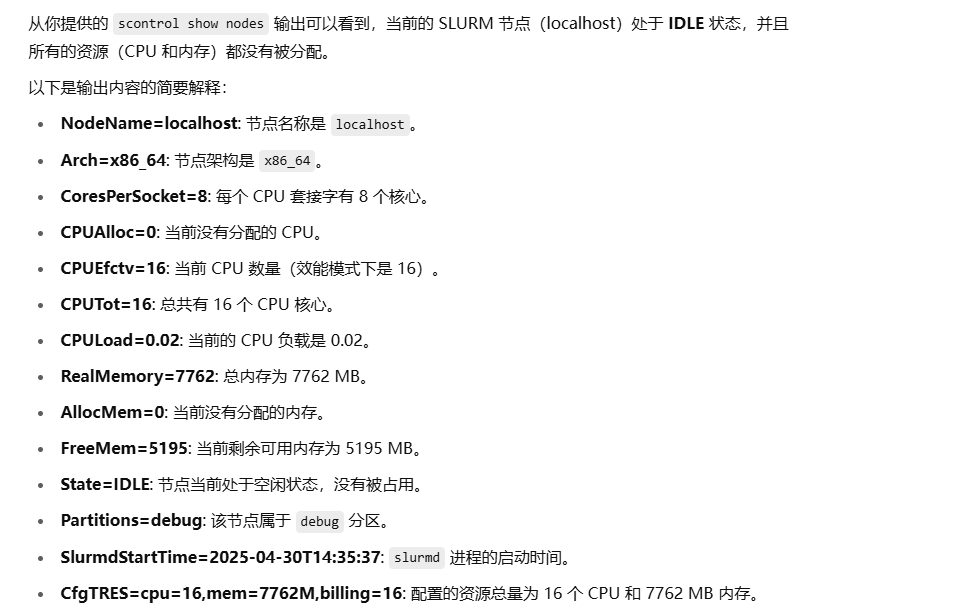 从你提供的 scontrol show nodes 输出可以看到，当前的 SLURM 节点（localhost）处于 IDLE 状态，并且
所有的资源（CPU 和内存）都没有被分配。
以下是输出内容的简要解释：
• NodeName=localhost: 节点名称是 localhost。
• Arch=x86_64: 节点架构是 x86_64。
• CoresPerSocket=8: 每个 CPU 套接字有 8 个核心。
• CPUAlloc=0: 当前没有分配的 CPU。
• CPUEfctv=16: 当前 CPU 数量（效能模式下是 16）。
• CPUTot=16: 总共有 16 个 CPU 核心。
• CPULoad=0.02: 当前的 CPU 负载是 0.02。
• RealMemory=7762: 总内存为 7762 MB。
• AllocMem=0: 当前没有分配的内存。
• FreeMem=5195: 当前剩余可用内存为 5195 MB。
• State=IDLE: 节点当前处于空闲状态，没有被占用。
• Partitions=debug: 该节点属于 debug 分区。
• SlurmdStartTime=2025-04-30T14:35:37: slurmd 进程的启动时间。
• CfgTRES=cpu=16,mem=7762M,billing=16: 配置的资源总量为 16 个 CPU 和 7762 MB 内存。